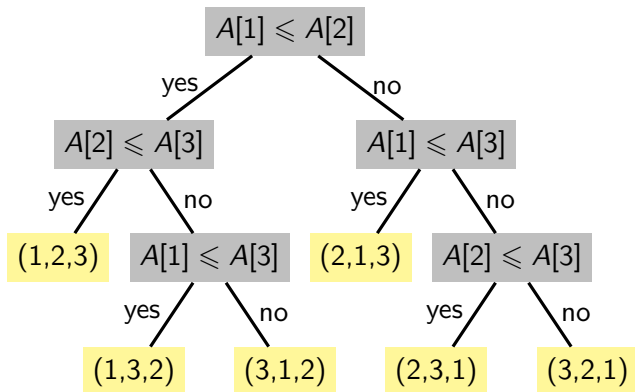 A[1] ⩽ A[2]
yes no
A[2] ⩽ A[3] A[1] ⩽ A[3]
yes no yes no
(1,2,3) A[1] ⩽ A[3] (2,1,3) A[2] ⩽ A[3]
yes no yes no
(1,3,2) (3,1,2) (2,3,1) (3,2,1)